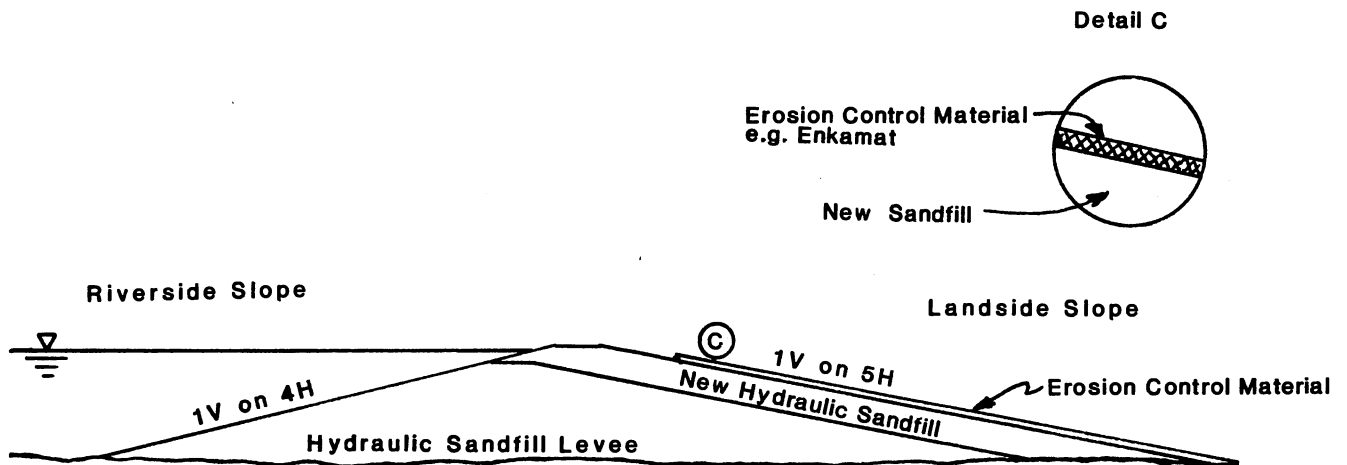 Detail C
Erosion Control Material
e.g. Enkamat
New Sandfill
Riverside Slope
Landside Slope
C
1V on 5H
1V on 4H
New Hydraulic Sandfill
Erosion Control Material
Hydraulic Sandfill Levee